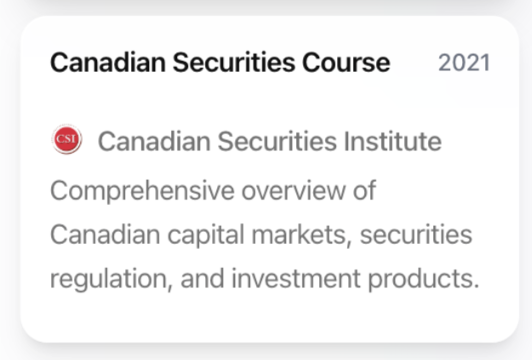 Canadian Securities Course 2021
CSI Canadian Securities Institute
Comprehensive overview of
Canadian capital markets, securities
regulation, and investment products.